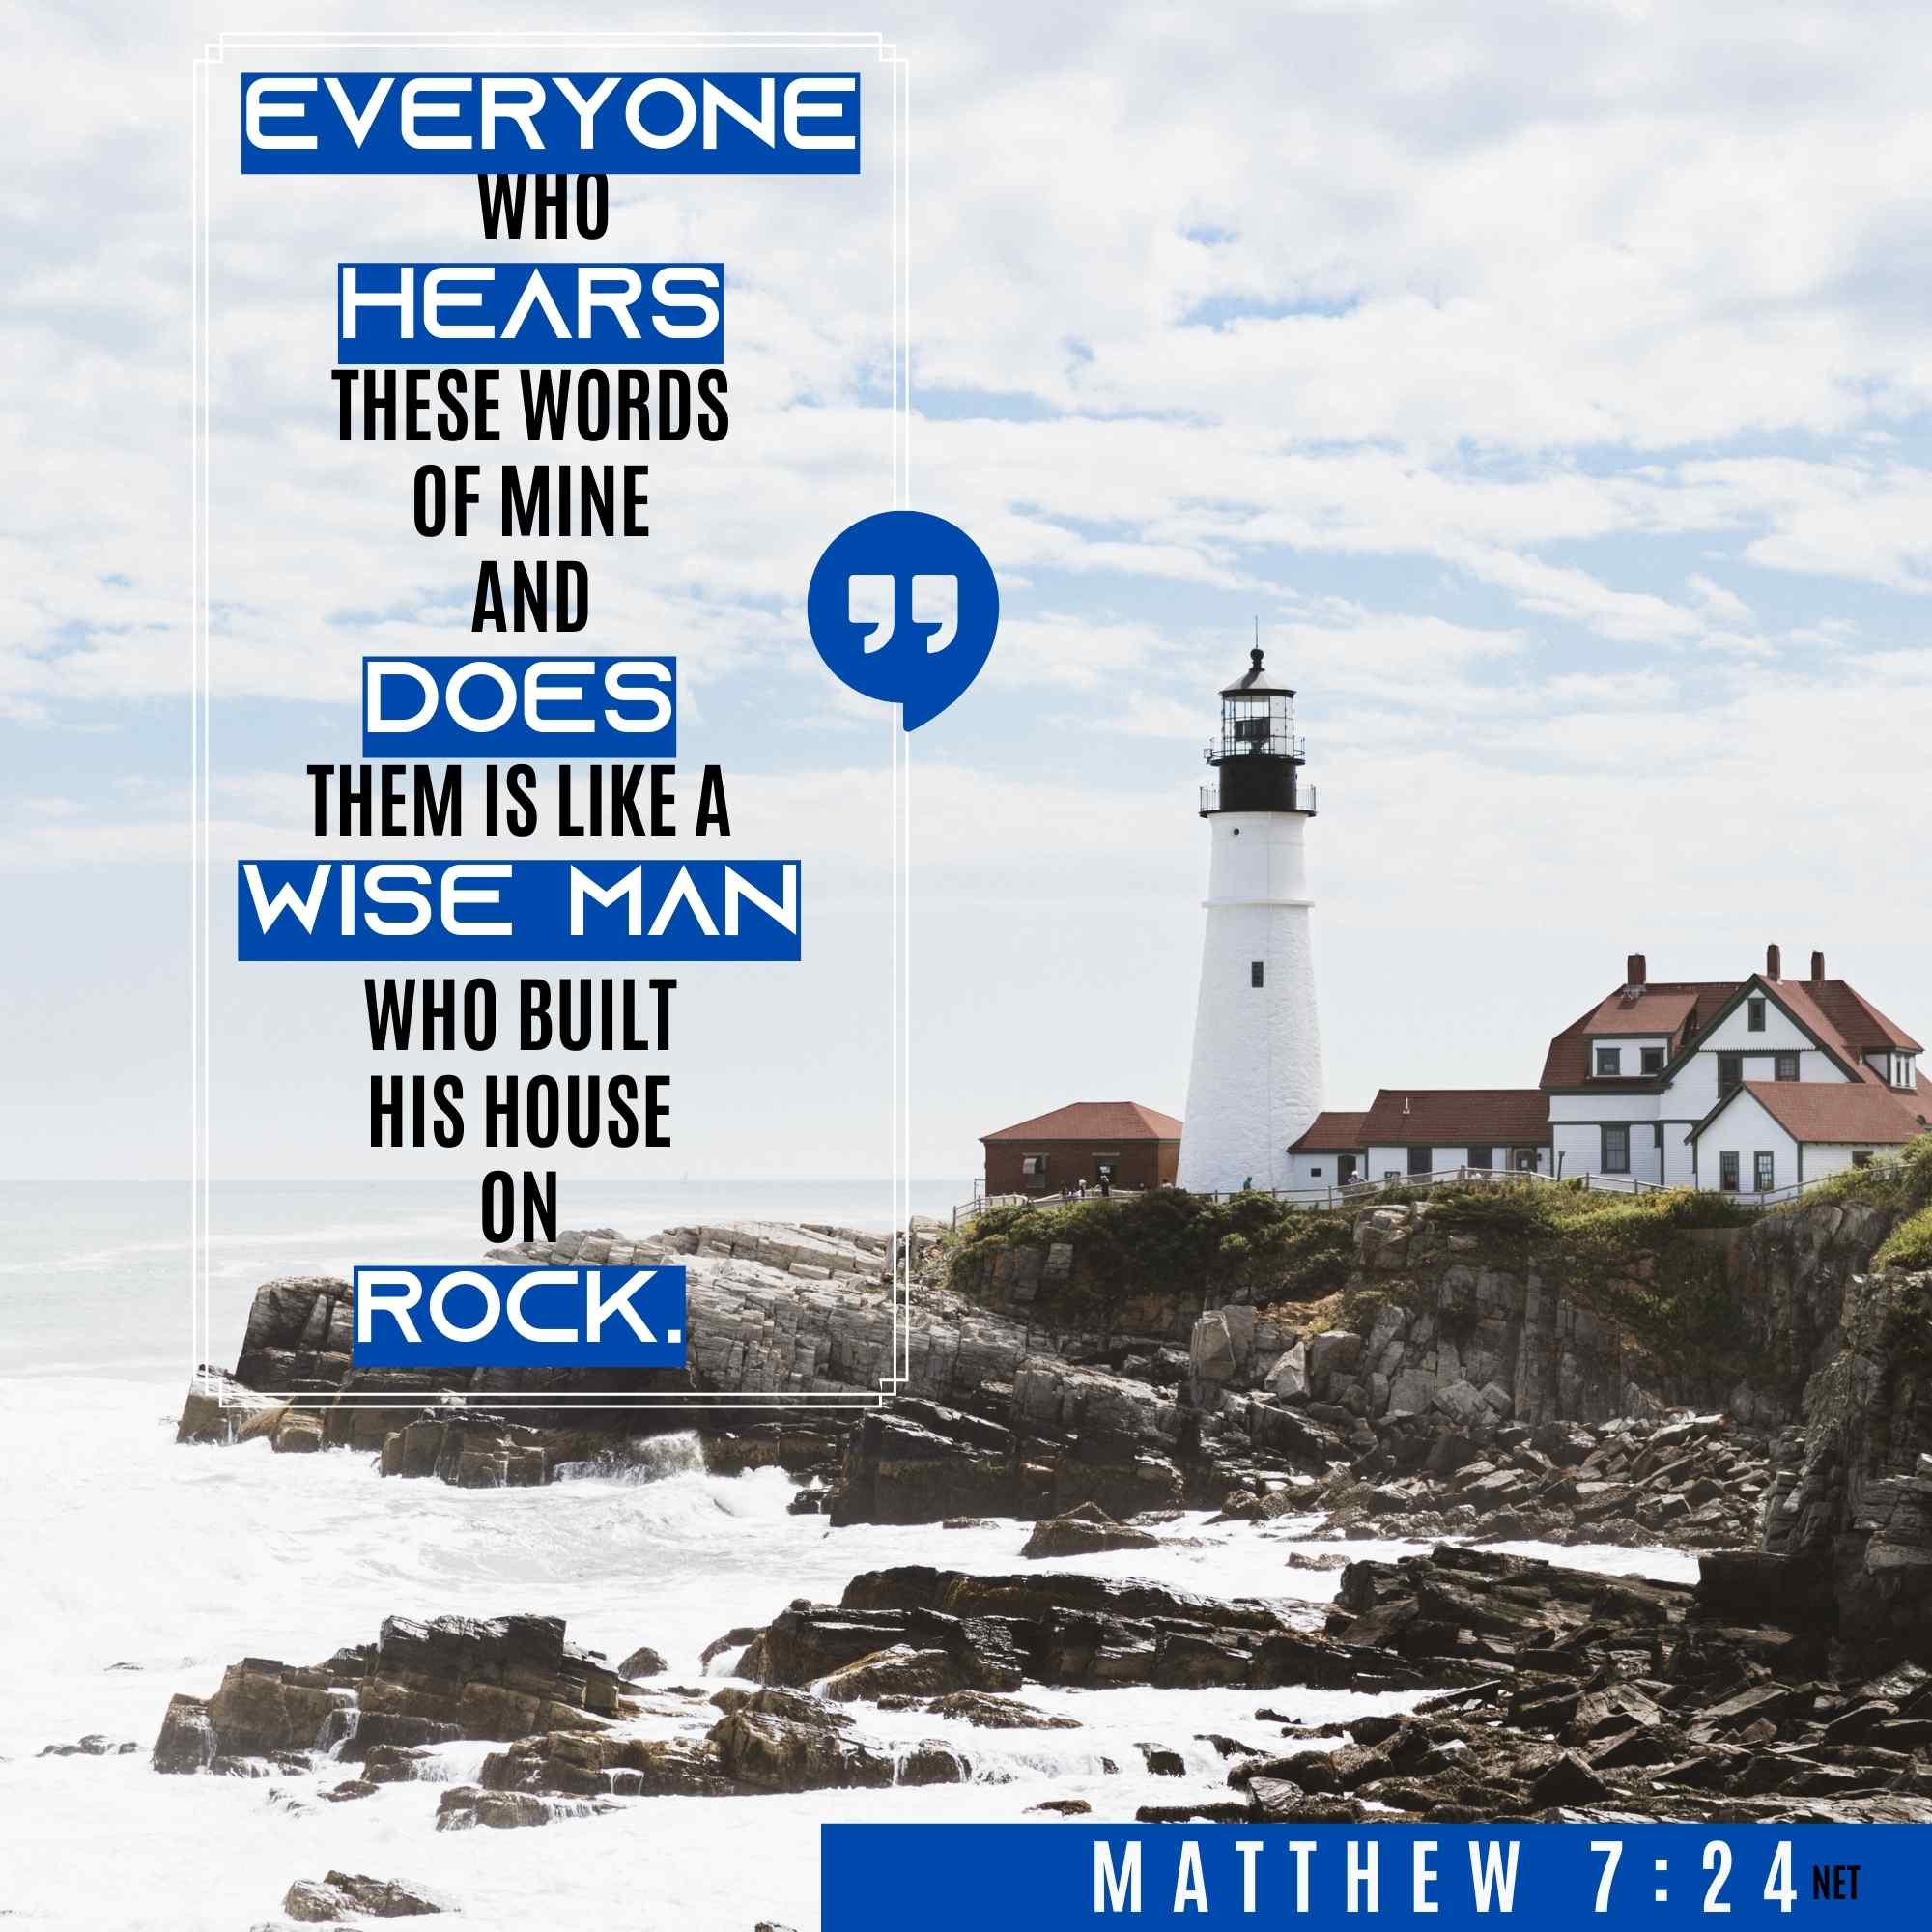 EVERYONE
WHO
HEARS
THESE WORDS
OF MINE
AND
DOES
THEM IS LIKE A
WISE MAN
WHO BUILT
HIS HOUSE
ON
ROCK.
MATTHEW 7:24 NET